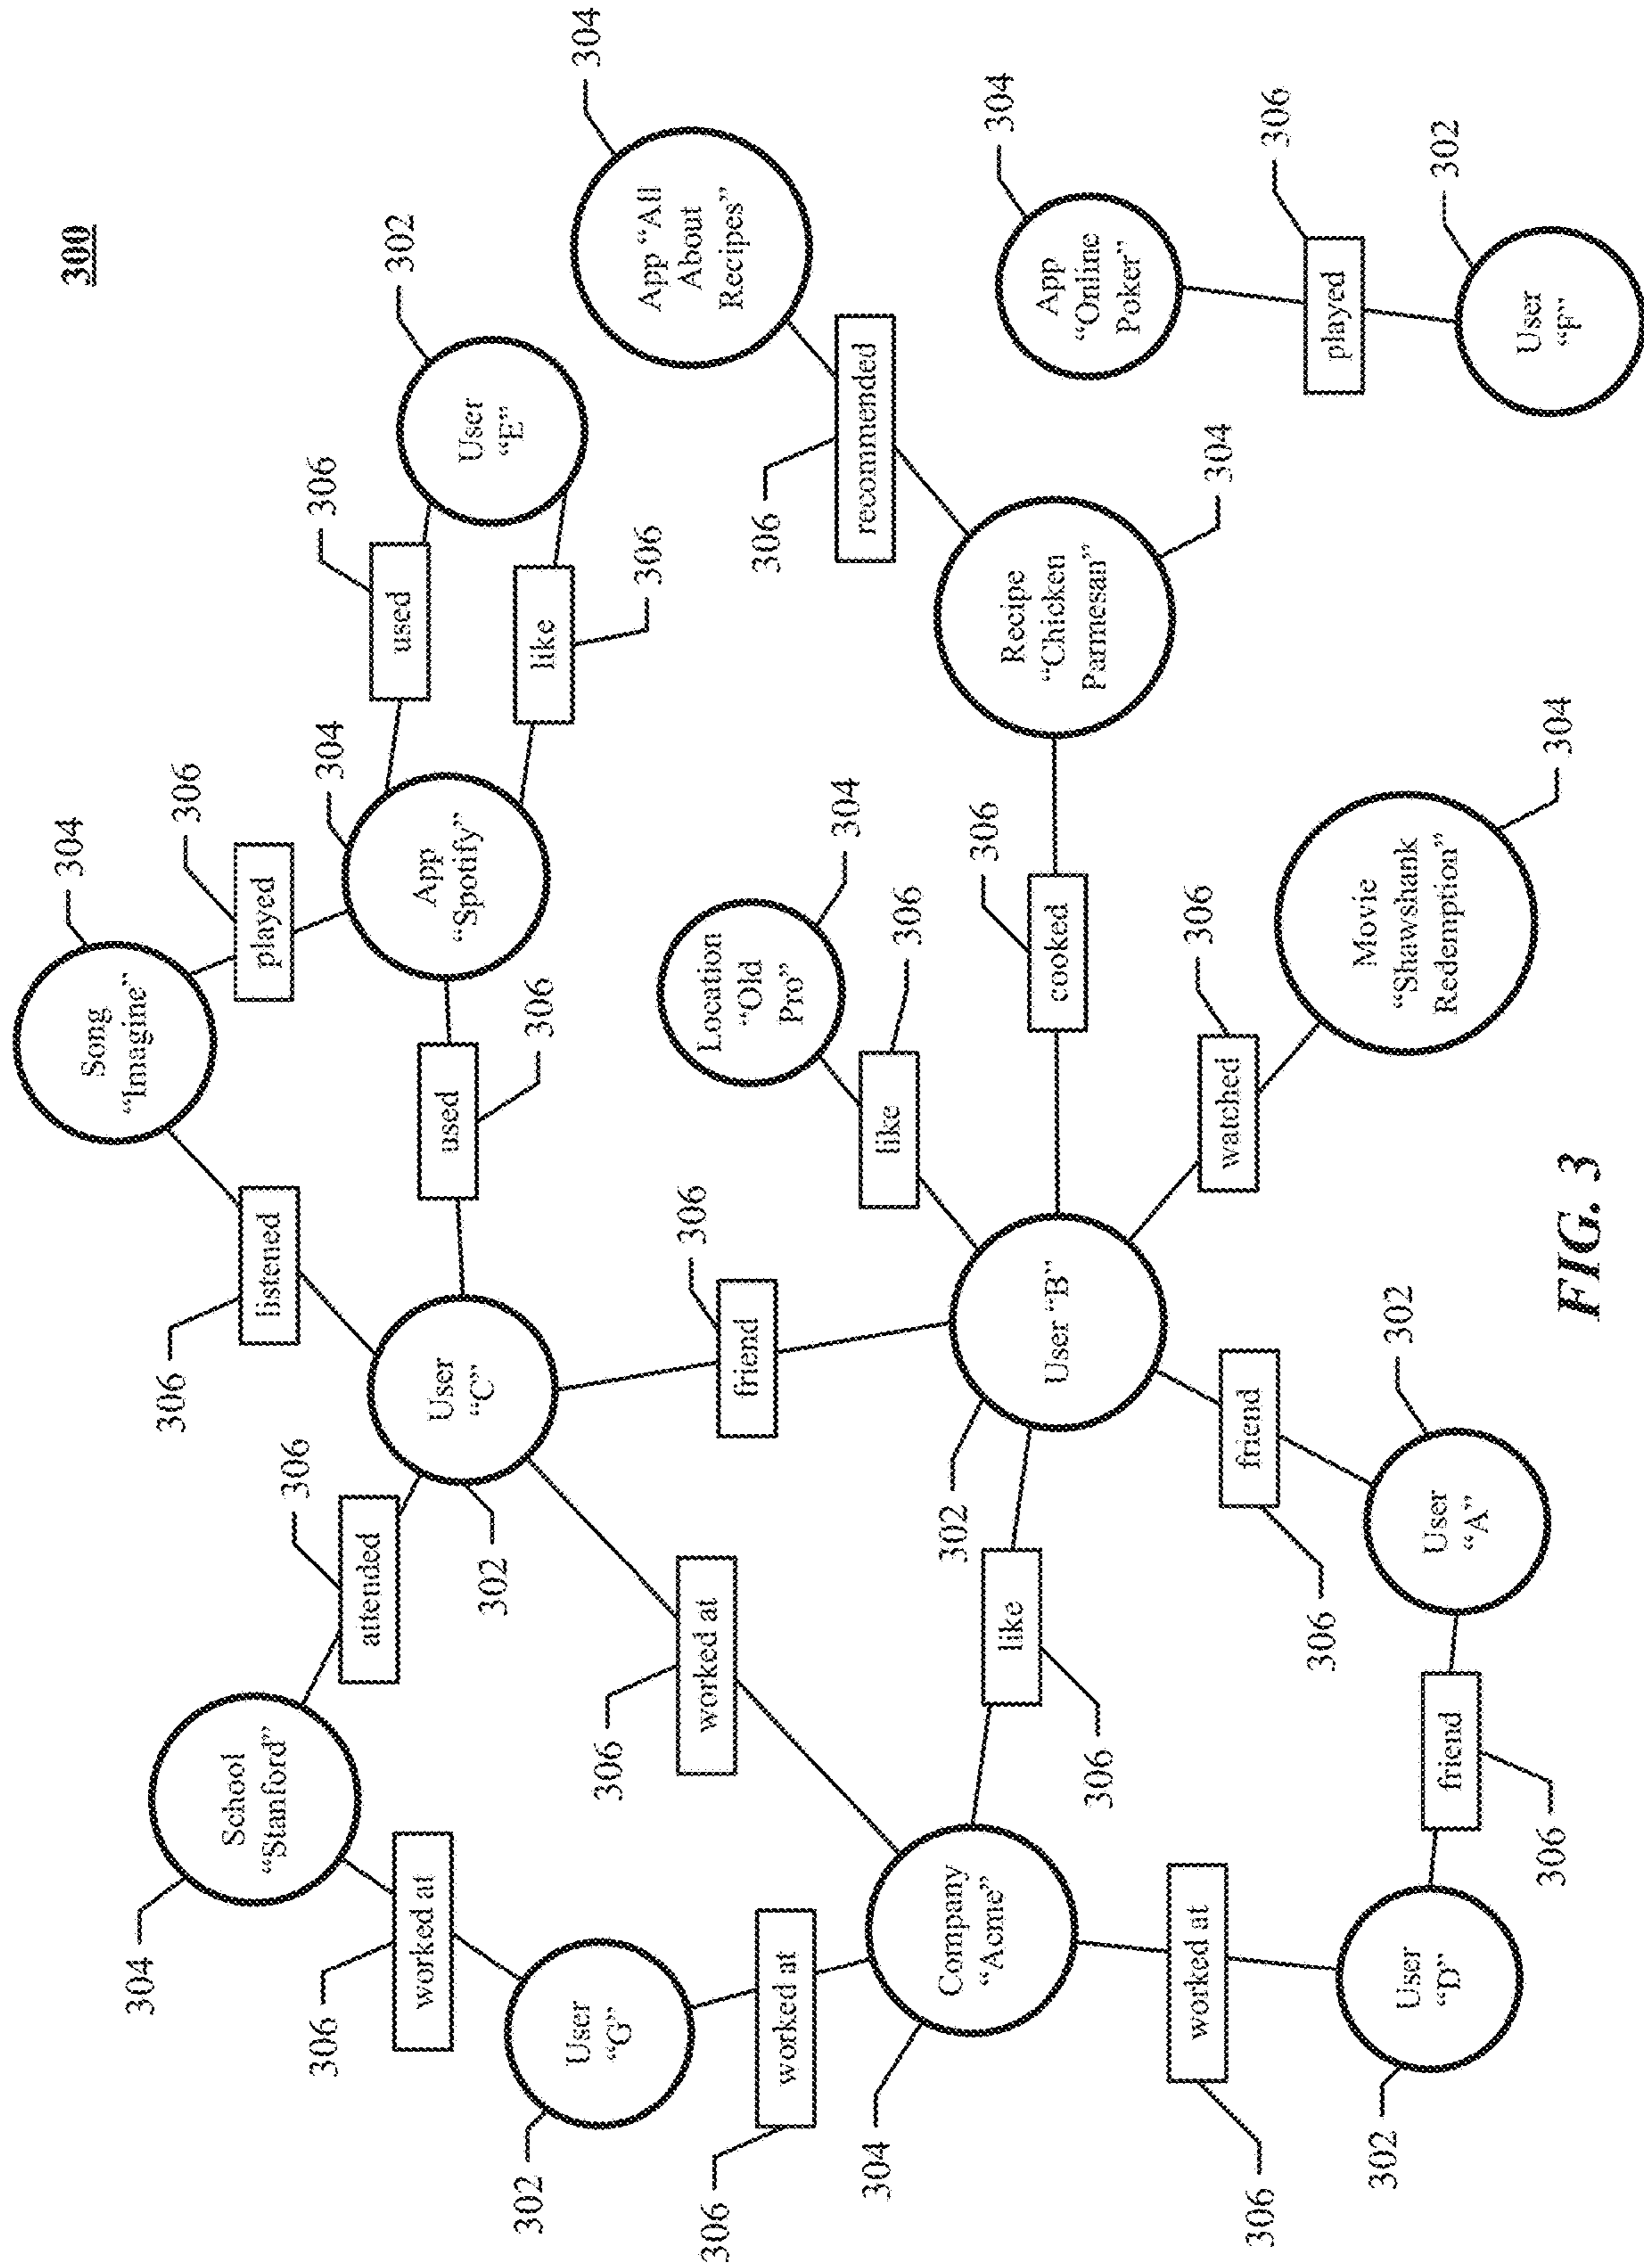 300
304
Song
"Imagine"
304
306
School
"Stanford"
306
attended
306
listened
306
played
304
306
worked at
302
User
"G"
302
User
"C"
306
used
304
App
"Spotify"
306
used
302
User
"E"
306
like
306
worked at
306
worked at
306
friend
Location
"Old
Pro"
304
306
like
306
recommended
304
App "All
About
Recipes"
304
Company
"Acme"
302
like
306
User "B"
306
cooked
Recipe
"Chicken
Parmesan"
304
304
App
"Online
Poker"
306
worked at
306
friend
306
watched
Movie
"Shawshank
Redemption"
304
306
played
302
User
"D"
friend
306
302
User
"A"
302
User
"F"
FIG. 3